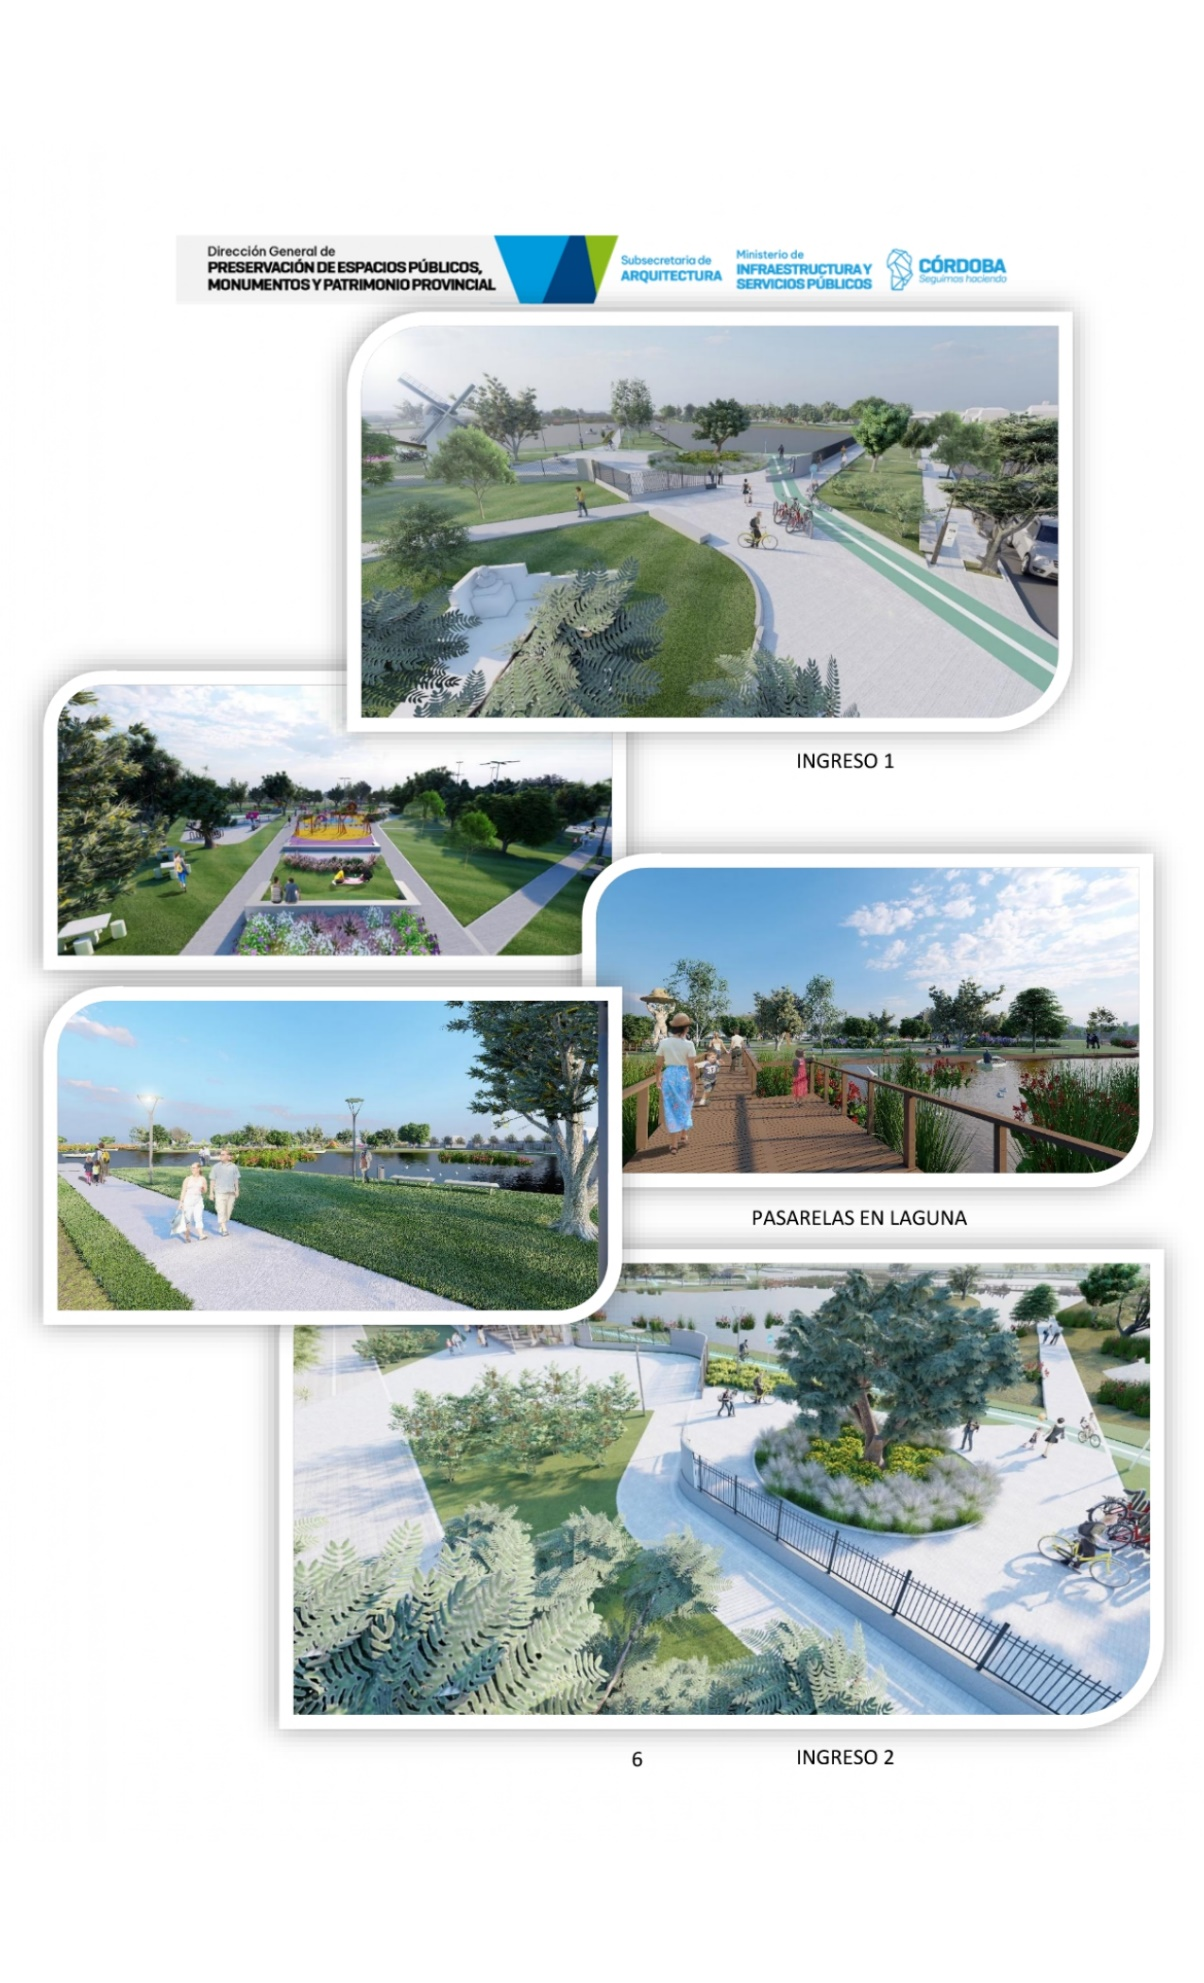 Dirección General de
PRESERVACIÓN DE ESPACIOS PÚBLICOS,
MONUMENTOS Y PATRIMONIO PROVINCIAL
Subsecretaria de
ARQUITECTURA
Ministerio de
INFRAESTRUCTURA Y
SERVICIOS PÚBLICOS
CÓRDOBA
Seguimos haciendo
INGRESO 1
PASARELAS EN LAGUNA
6
INGRESO 2